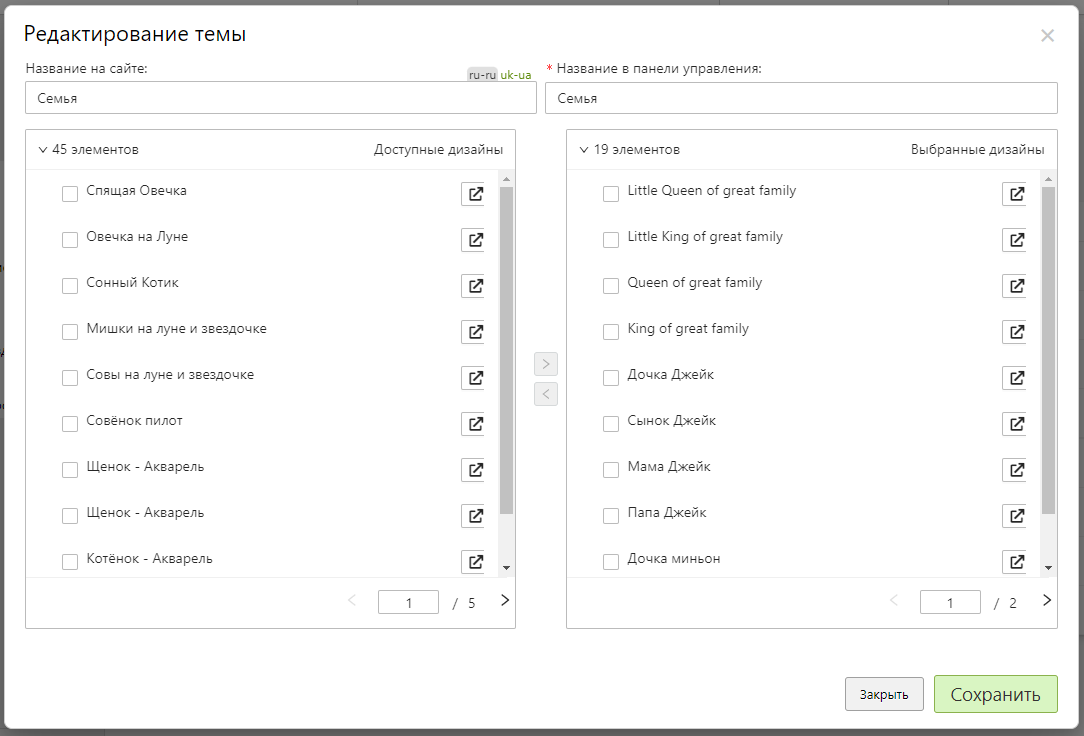 Редактирование темы
Название на сайте:
ru-ru uk-ua
* Название в панели управления:
Семья
Семья
45 элементов Доступные дизайны
Спящая Овечка
Овечка на Луне
Сонный Котик
Мишки на луне и звездочке
Совы на луне и звездочке
Совёнок пилот
Щенок - Акварель
Щенок - Акварель
Котёнок - Акварель
1 / 5
19 элементов Выбранные дизайны
Little Queen of great family
Little King of great family
Queen of great family
King of great family
Дочка Джейк
Сынок Джейк
Мама Джейк
Папа Джейк
Дочка миньон
1 / 2
Закрыть
Сохранить